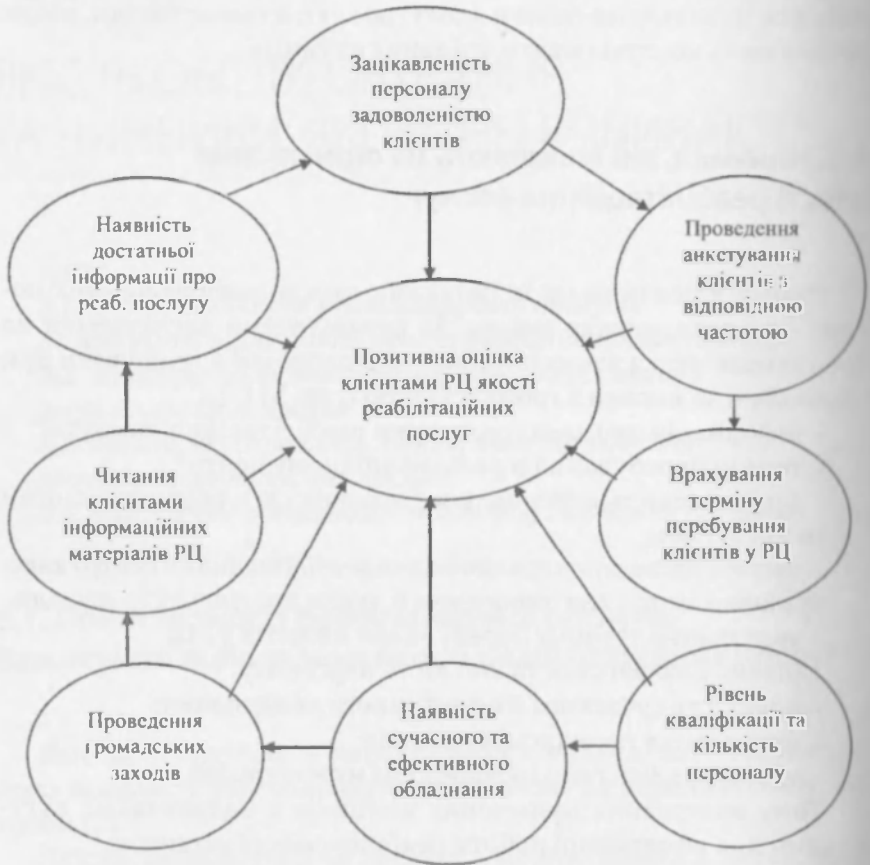 Зацікавленість
персоналу
задоволеністю
клієнтів
Наявність
достатньої
інформації про
реаб. послугу
Проведення
анкетування
клієнтів з
відповідною
частотою
Позитивна оцінка
клієнтами РЦ якості
реабілітаційних
послуг
Читання
клієнтами
інформаційних
матеріалів РЦ
Врахування
терміну
перебування
клієнтів у РЦ
Проведення
громадських
заходів
Наявність
сучасного та
ефективного
обладнання
Рівень
кваліфікації та
кількість
персоналу